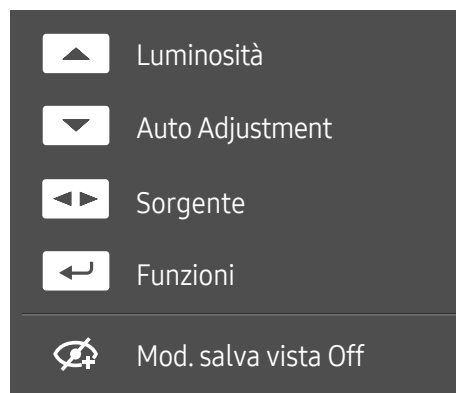 Luminosità
Auto Adjustment
Sorgente
Funzioni
Mod. salva vista Off